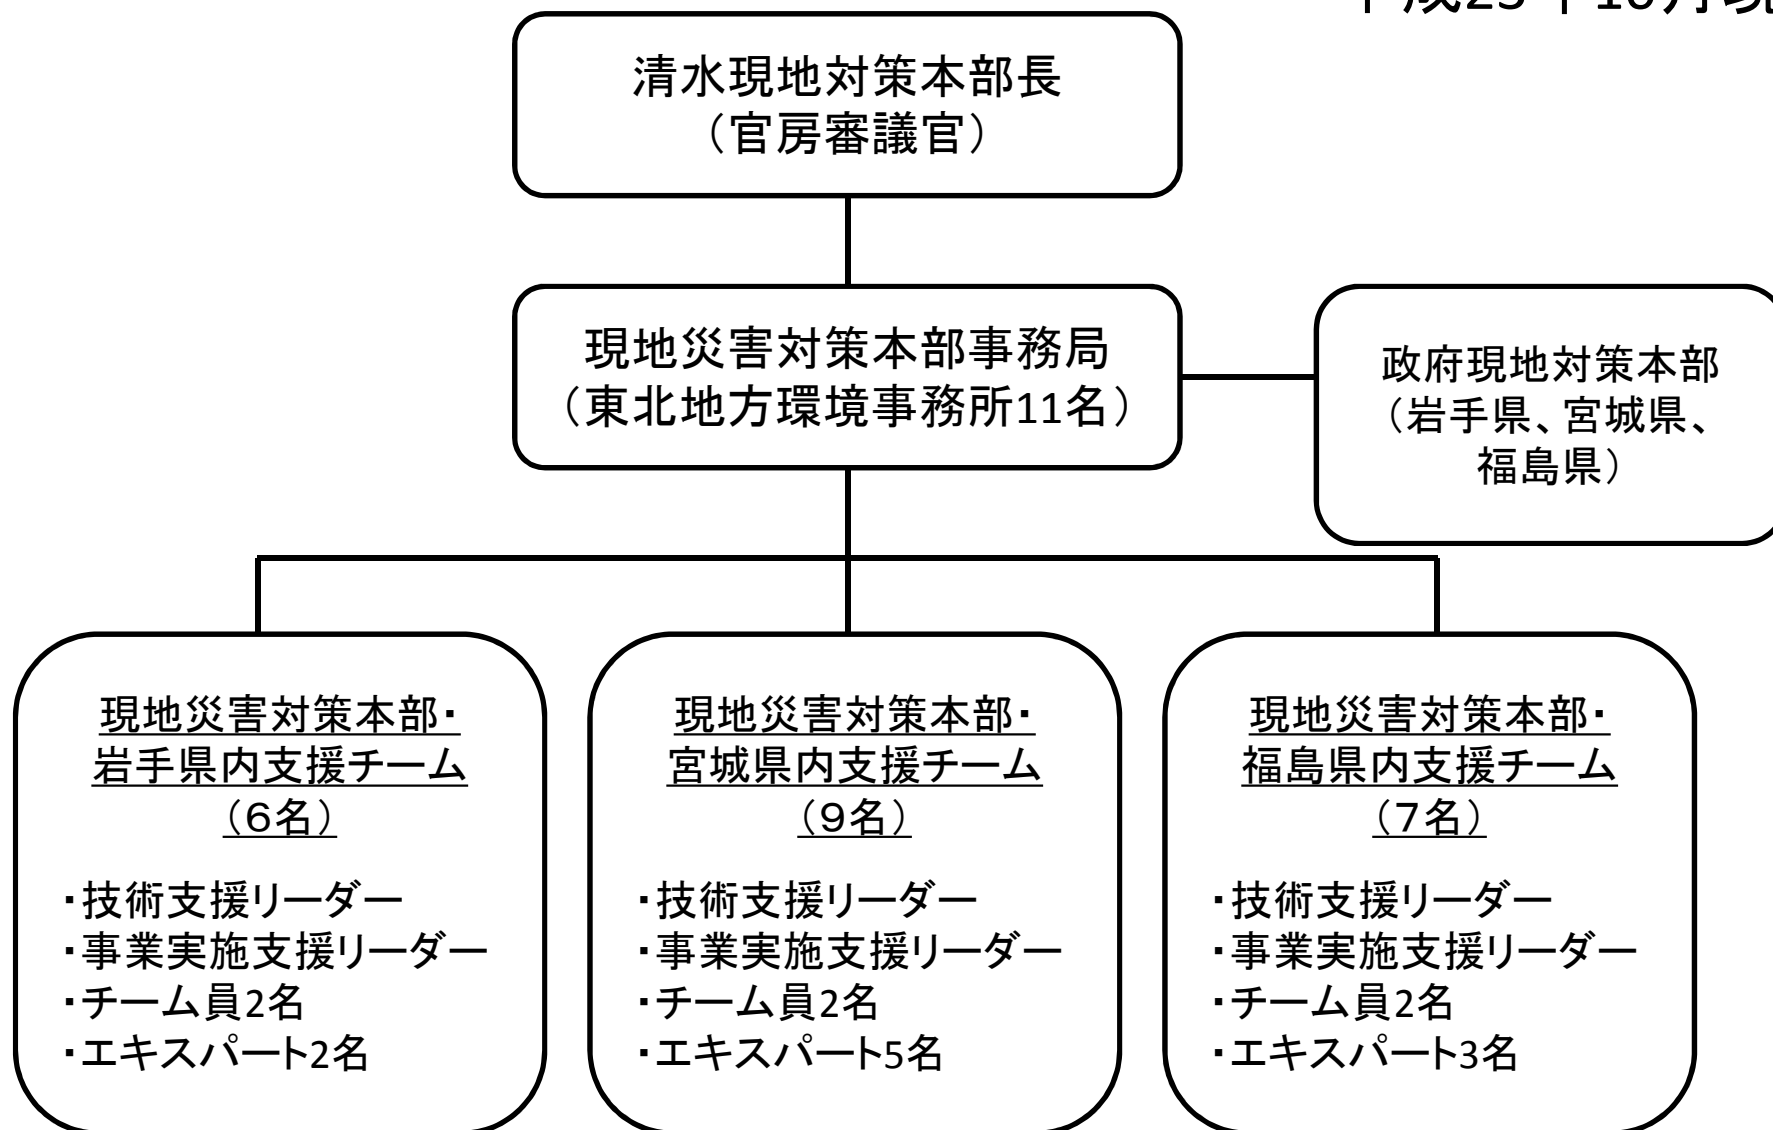 平成23年10月現
清水現地対策本部長
（官房審議官）
現地災害対策本部事務局
（東北地方環境事務所11名）
政府現地対策本部
（岩手県、宮城県、
福島県）
現地災害対策本部・
岩手県内支援チーム
（６名）
・技術支援リーダー
・事業実施支援リーダー
・チーム員2名
・エキスパート2名
現地災害対策本部・
宮城県内支援チーム
（９名）
・技術支援リーダー
・事業実施支援リーダー
・チーム員2名
・エキスパート5名
現地災害対策本部・
福島県内支援チーム
（７名）
・技術支援リーダー
・事業実施支援リーダー
・チーム員2名
・エキスパート3名